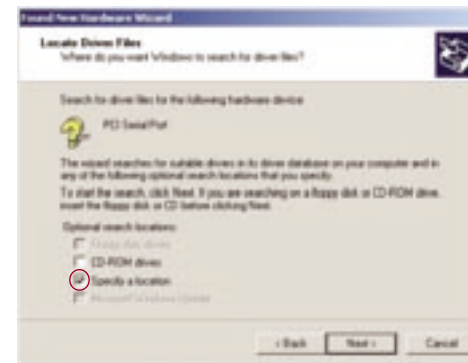 Found New Hardware Wizard
Locate Driver Files
Where do you want Windows to search for driver files?
Search for driver files for the following hardware device:
PCI Serial Port
The wizard searches for suitable drivers in its driver database on your computer and in
any of the following optional search locations that you specify.
To start the search, click Next. If you are searching on a floppy disk or CD-ROM drive,
insert the floppy disk or CD before clicking Next.
Optional search locations:
Floppy disk drives
CD-ROM drives
Specify a location
Microsoft Windows Update
< Back
Next >
Cancel